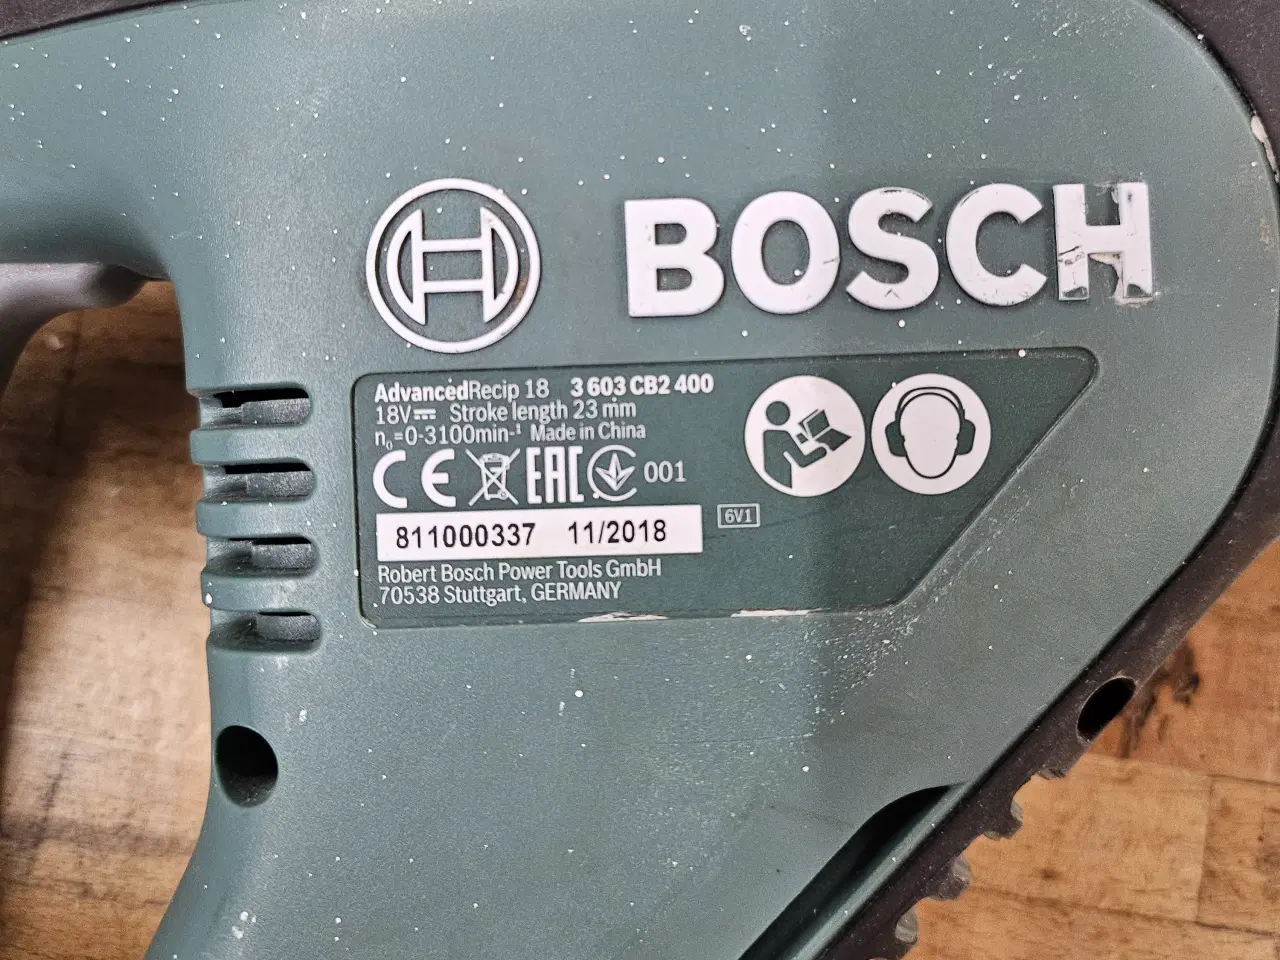 BOSCH
AdvancedRecip 18 3 603 CB2 400
18V Stroke length 23 mm
n₀=0-3100min-¹ Made in China
CE EAC 001
811000337 11/2018
6V1
Robert Bosch Power Tools GmbH
70538 Stuttgart, GERMANY